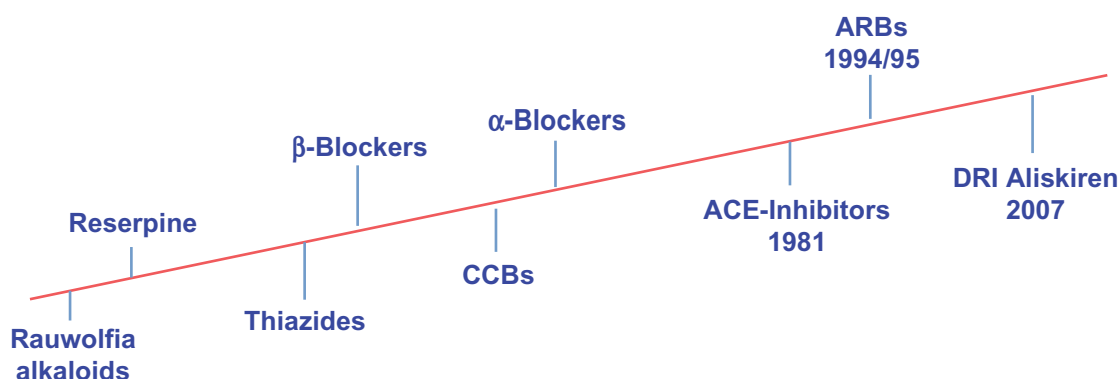 ARBs
1994/95
α-Blockers
β-Blockers
DRI Aliskiren
2007
ACE-Inhibitors
1981
Reserpine
CCBs
Thiazides
Rauwolfia
alkaloids